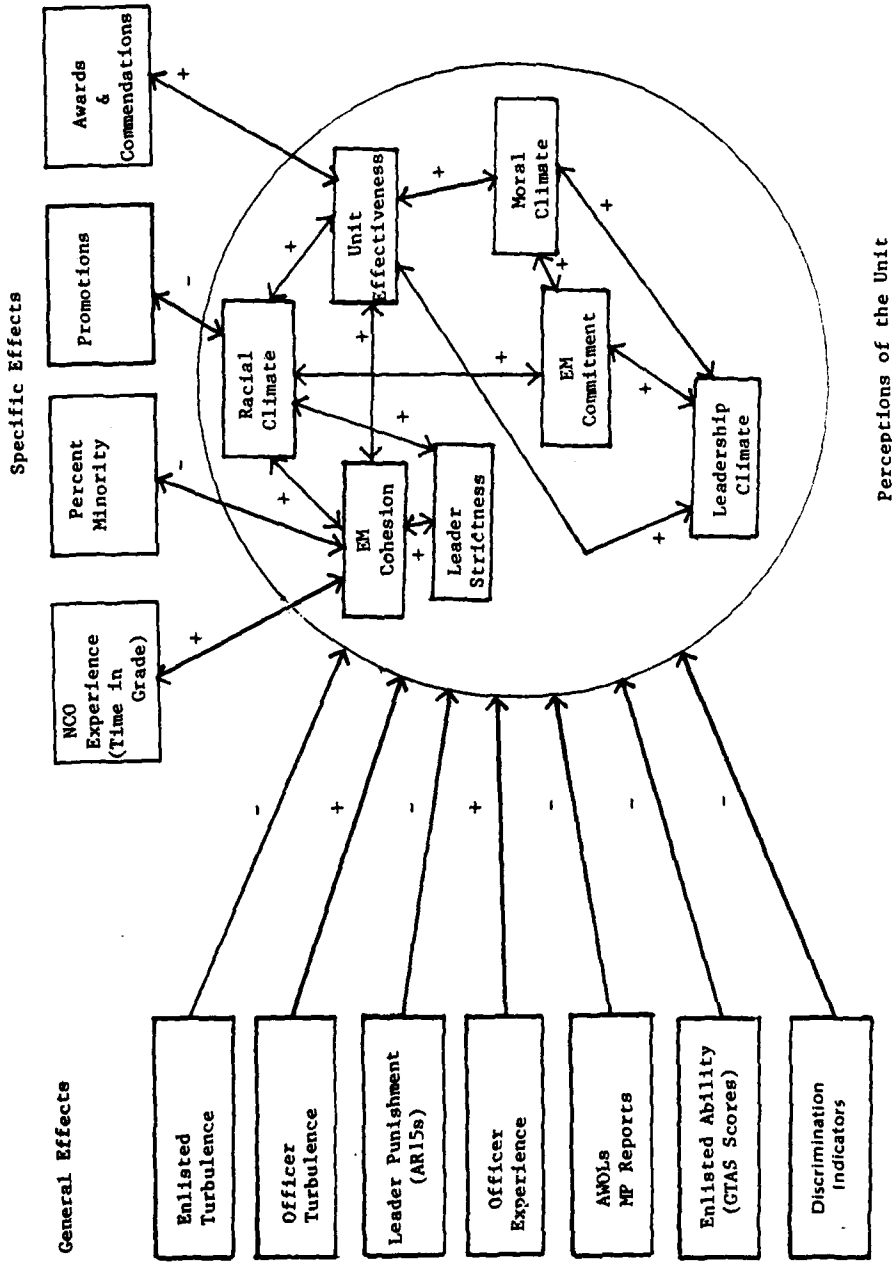 General Effects
Specific Effects
Enlisted
Turbulence
Officer
Turbulence
Leader Punishment
(AR15s)
Officer
Experience
AWOLs
MP Reports
Enlisted Ability
(GTAS Scores)
Discrimination
Indicators
-
+
-
+
-
-
-
NCO
Experience
(Time in
Grade)
Percent
Minority
Promotions
Awards
&
Commendations
+
-
-
+
Racial
Climate
Unit
Effectiveness
EM
Cohesion
Leader
Strictness
EM
Commitment
Moral
Climate
Leadership
Climate
+
+
+
+
+
+
+
+
+
+
+
Perceptions of the Unit